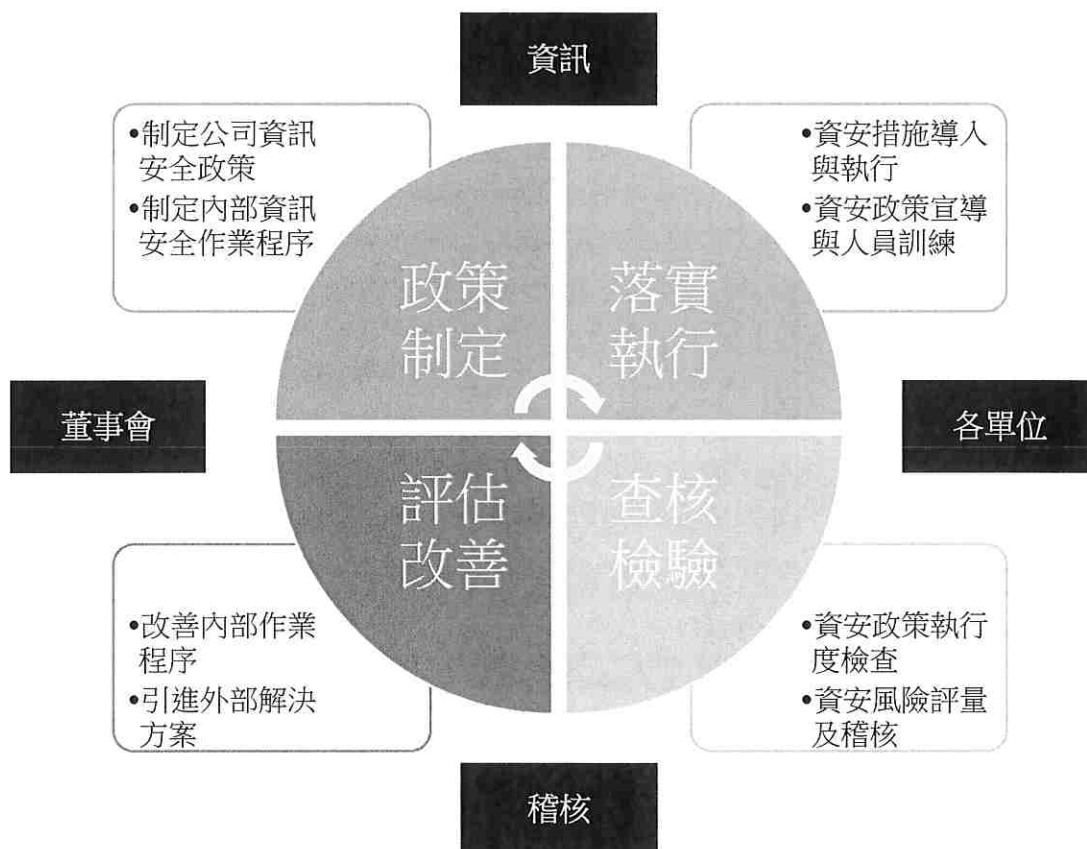 資訊
•制定公司資訊
安全政策
•制定內部資訊
安全作業程序
•資安措施導入
與執行
•資安政策宣導
與人員訓練
政策
制定
落實
執行
董事會
各單位
評估
改善
查核
檢驗
•改善內部作業
程序
•引進外部解決
方案
•資安政策執行
度檢查
•資安風險評量
及稽核
稽核